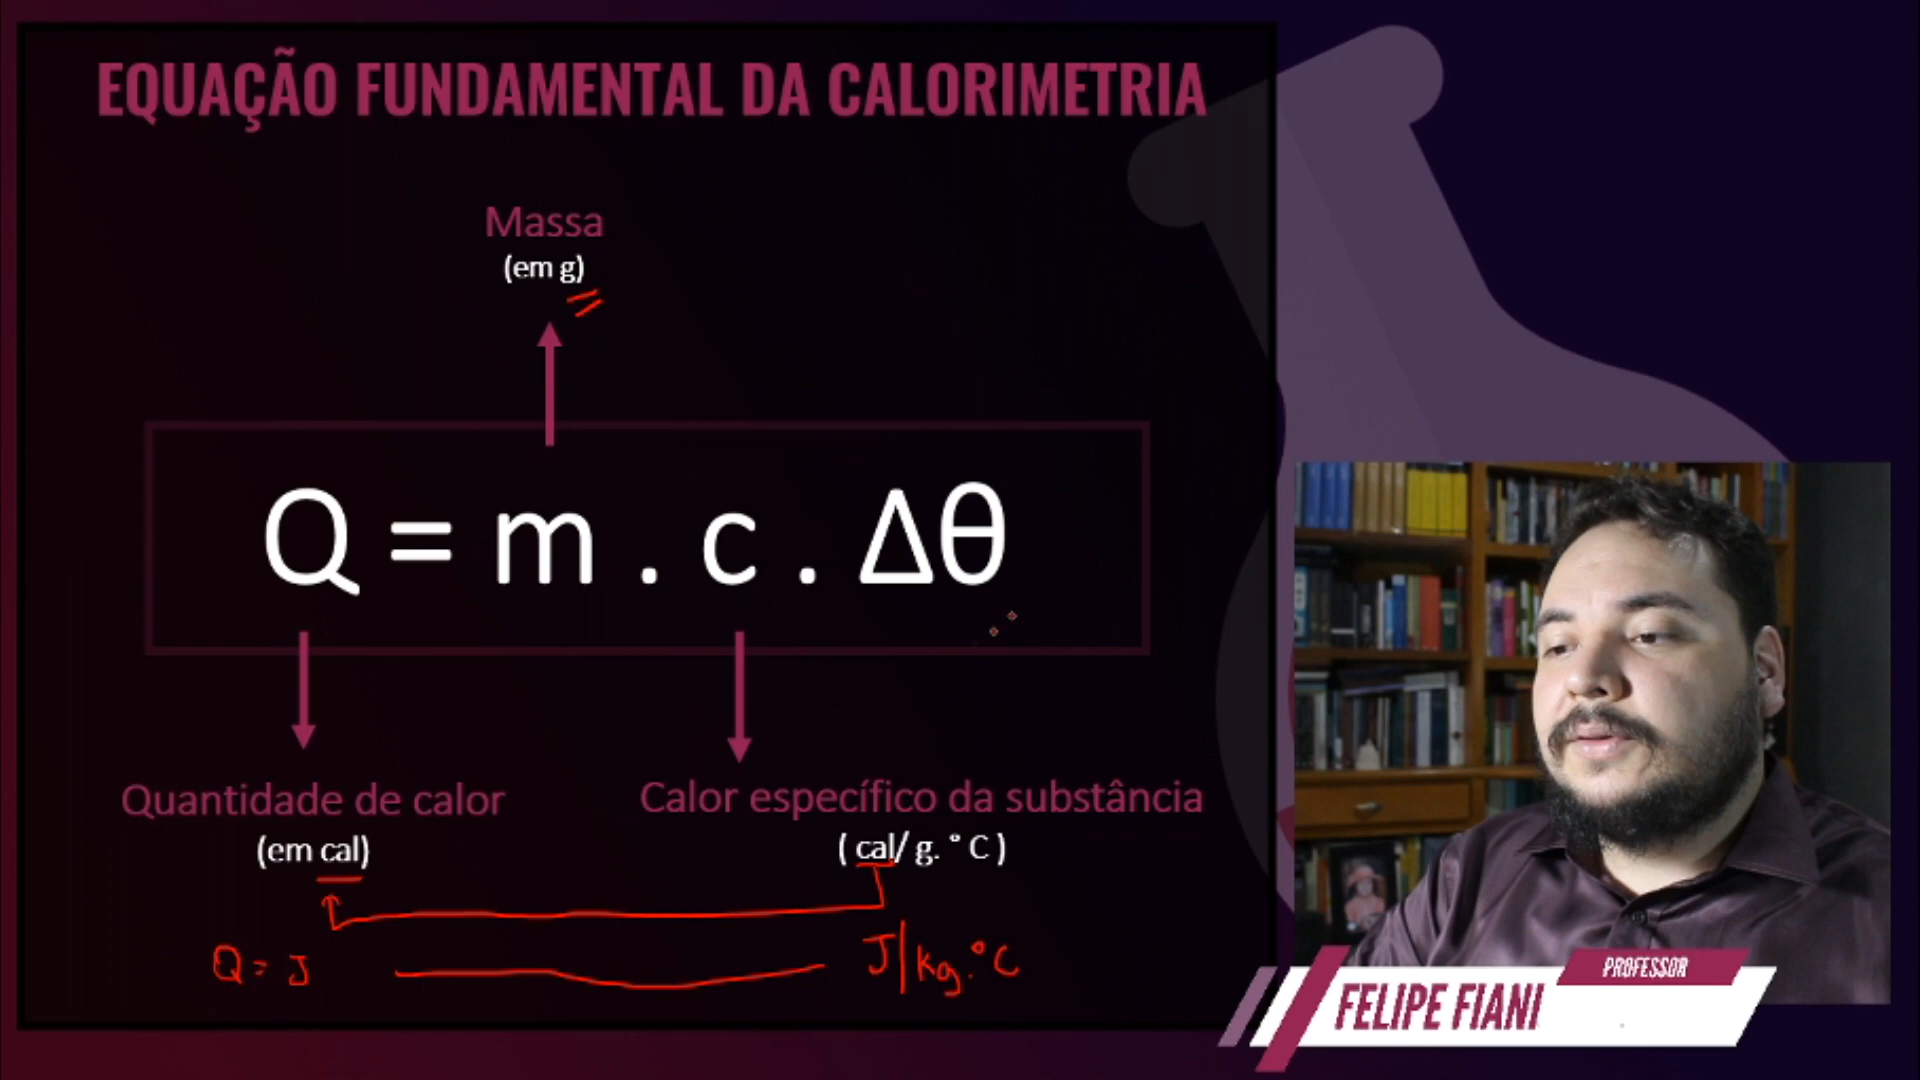 EQUAÇÃO FUNDAMENTAL DA CALORIMETRIA
Massa
(em g)
Q = m . c . Δθ
Quantidade de calor
(em cal)
Calor específico da substância
( cal/ g. ° C )
Q = J
J/kg.°C
PROFESSOR
FELIPE FIANI